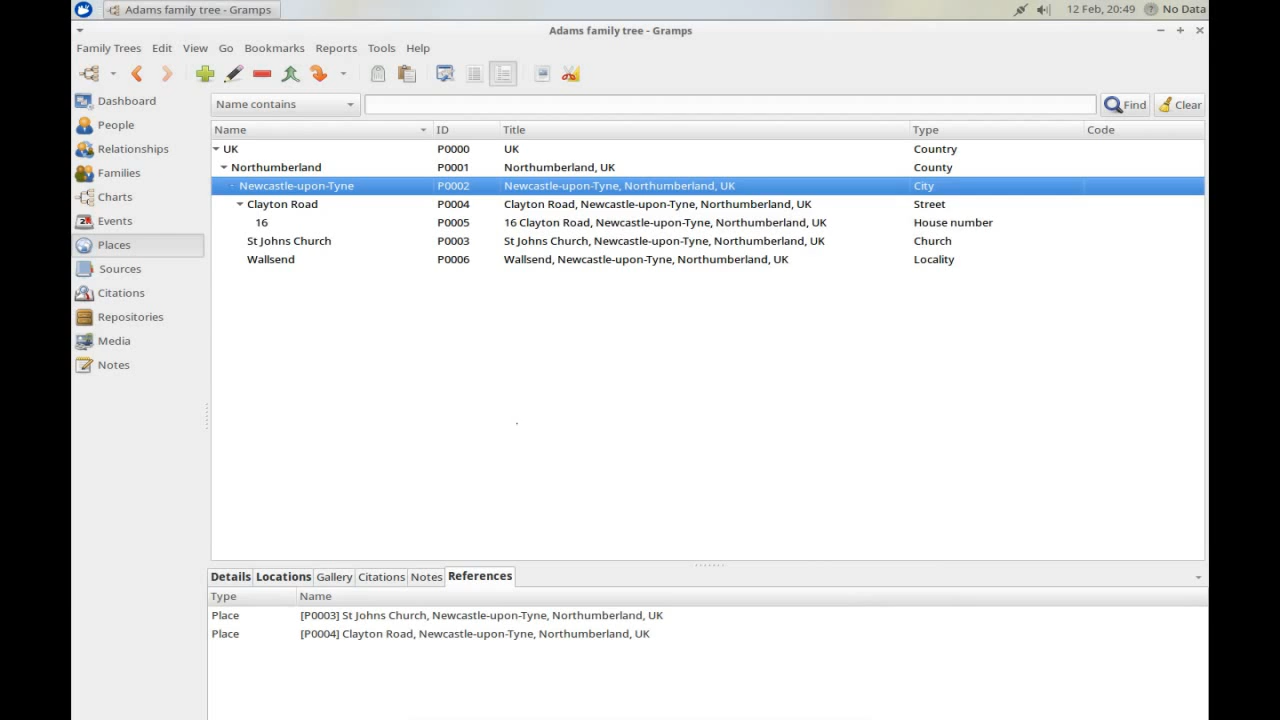 Adams family tree - Gramps 12 Feb, 20:49 ? No Data
Adams family tree - Gramps
Family Trees Edit View Go Bookmarks Reports Tools Help
Dashboard
People
Relationships
Families
Charts
Events
Places
Sources
Citations
Repositories
Media
Notes
Name contains Find Clear
Name ID Title Type Code
UK P0000 UK Country
Northumberland P0001 Northumberland, UK County
Newcastle-upon-Tyne P0002 Newcastle-upon-Tyne, Northumberland, UK City
Clayton Road P0004 Clayton Road, Newcastle-upon-Tyne, Northumberland, UK Street
16 P0005 16 Clayton Road, Newcastle-upon-Tyne, Northumberland, UK House number
St Johns Church P0003 St Johns Church, Newcastle-upon-Tyne, Northumberland, UK Church
Wallsend P0006 Wallsend, Newcastle-upon-Tyne, Northumberland, UK Locality
Details Locations Gallery Citations Notes References
Type Name
Place [P0003] St Johns Church, Newcastle-upon-Tyne, Northumberland, UK
Place [P0004] Clayton Road, Newcastle-upon-Tyne, Northumberland, UK